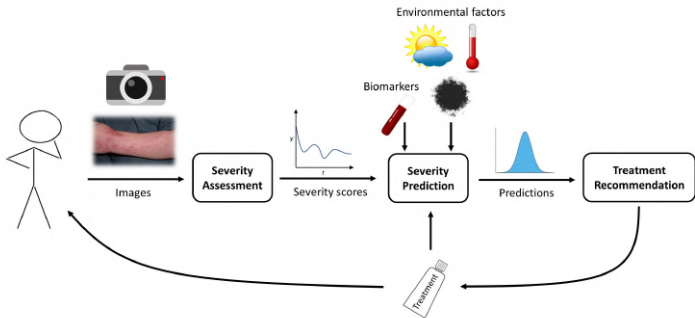 Environmental factors
Biomarkers
y
t
Images
Severity
Assessment
Severity scores
Severity
Prediction
Predictions
Treatment
Recommendation
Treatment